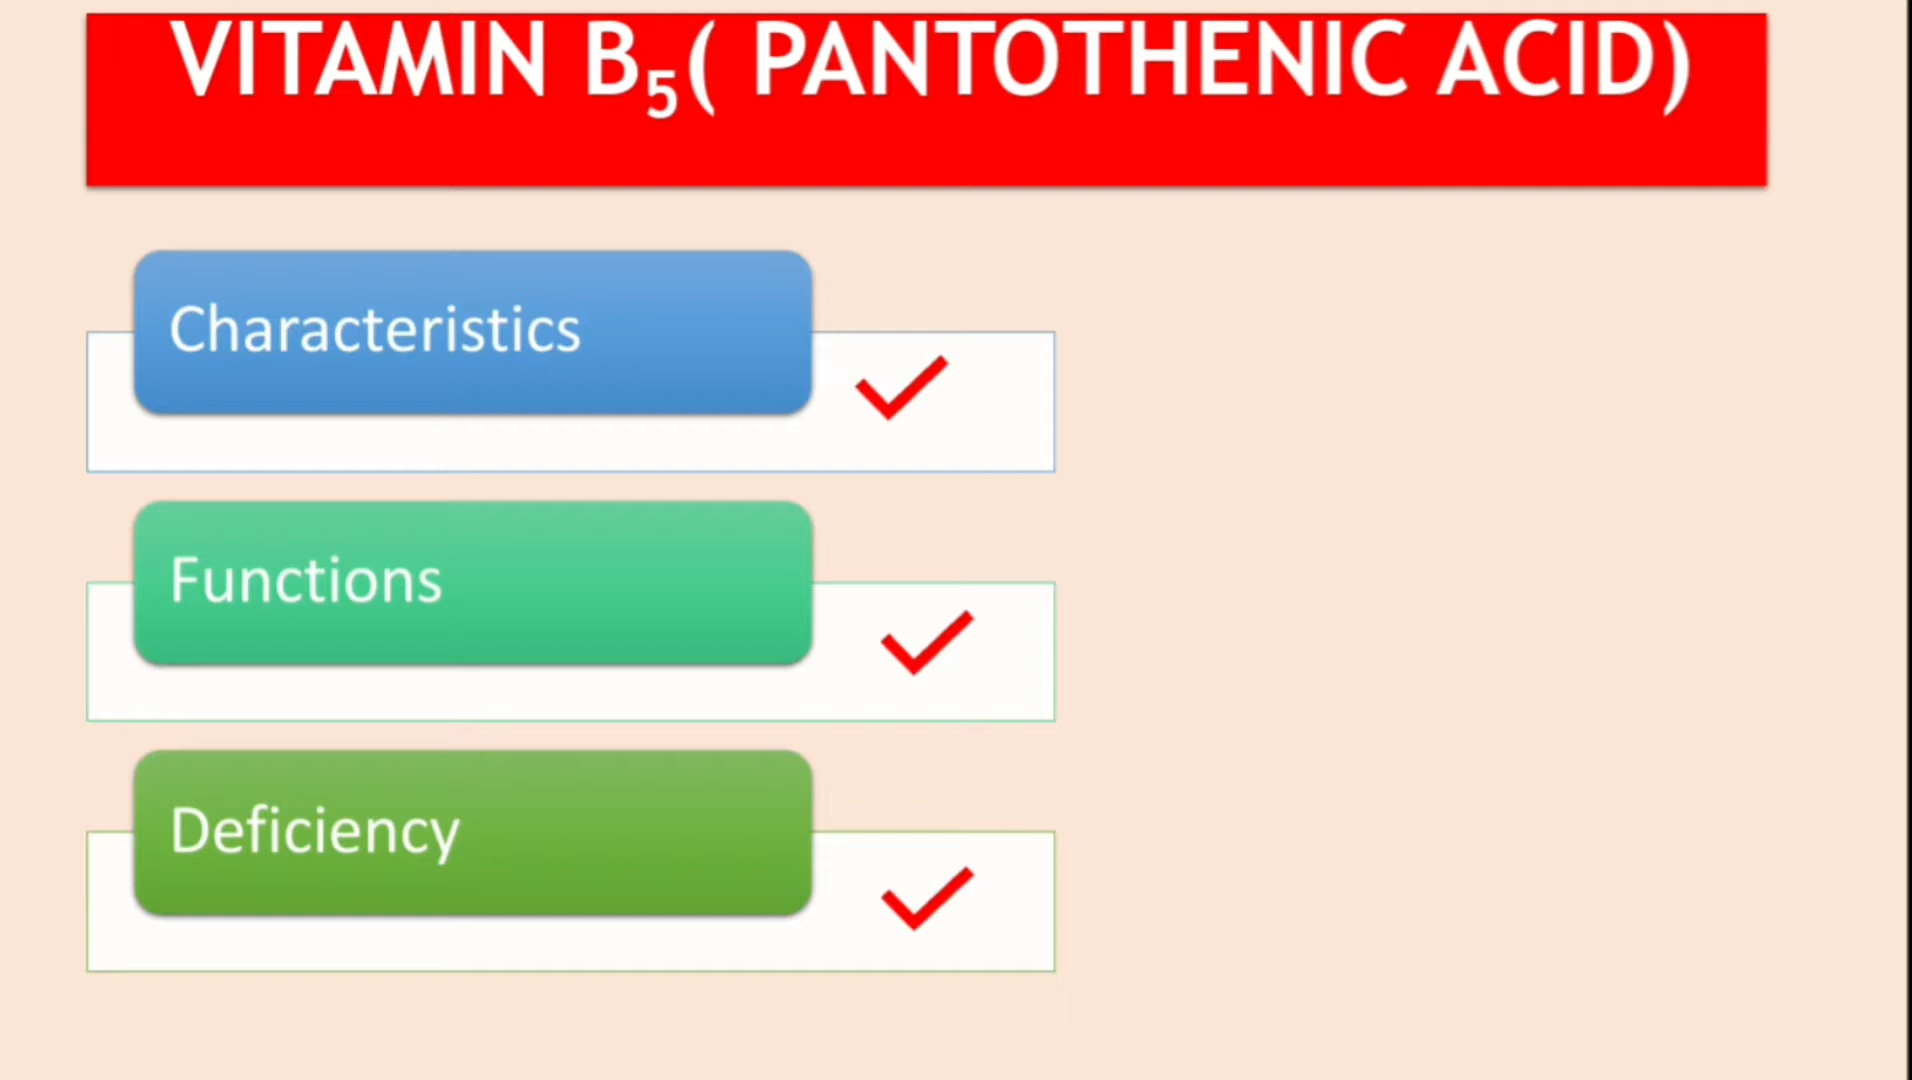 VITAMIN B5( PANTOTHENIC ACID)
Characteristics
Functions
Deficiency